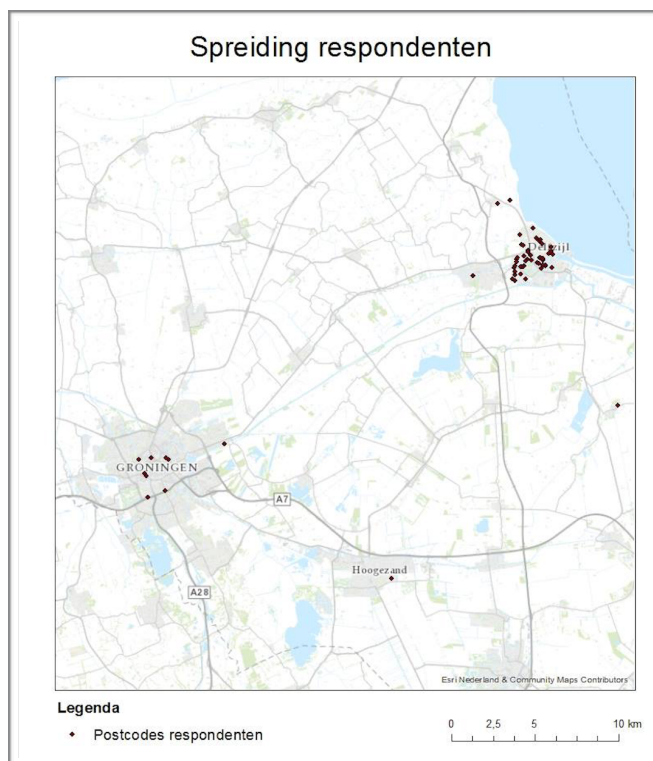 Spreiding respondenten
Delfzijl
GRONINGEN
A7
Hoogezand
A28
Esri Nederland & Community Maps Contributors
Legenda
Postcodes respondenten
0 2,5 5 10 km